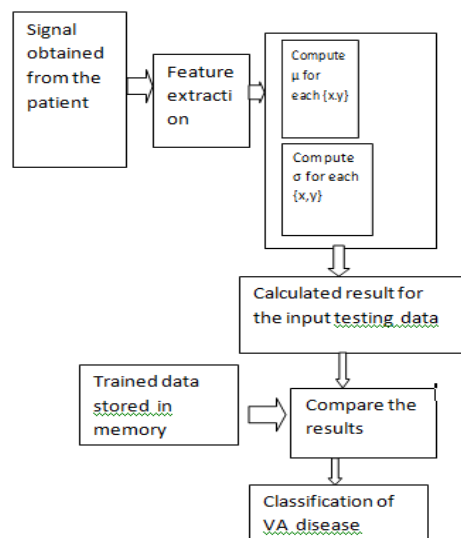 Signal
obtained
from the
patient
Feature
extracti
on
Compute
μ for
each {x,y}
Compute
σ for each
{x,y}
Calculated result for
the input testing data
Trained data
stored in
memory
Compare the
results
Classification of
VA disease